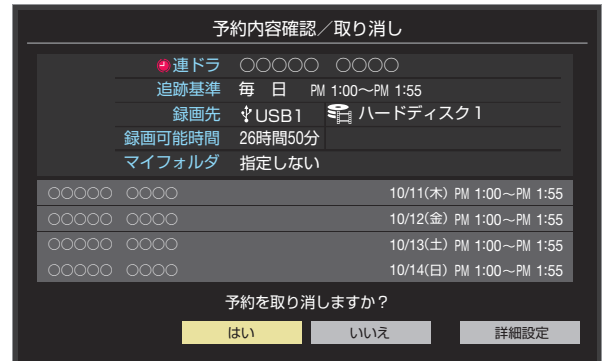 予約内容確認／取り消し
連ドラ ○○○○○ ○○○○
追跡基準 毎 日 PM 1:00～PM 1:55
録画先 USB1 ハードディスク1
録画可能時間 26時間50分
マイフォルダ 指定しない
○○○○○ ○○○○ 10/11(木) PM 1:00～PM 1:55
○○○○○ ○○○○ 10/12(金) PM 1:00～PM 1:55
○○○○○ ○○○○ 10/13(土) PM 1:00～PM 1:55
○○○○○ ○○○○ 10/14(日) PM 1:00～PM 1:55
予約を取り消しますか？
はい いいえ 詳細設定